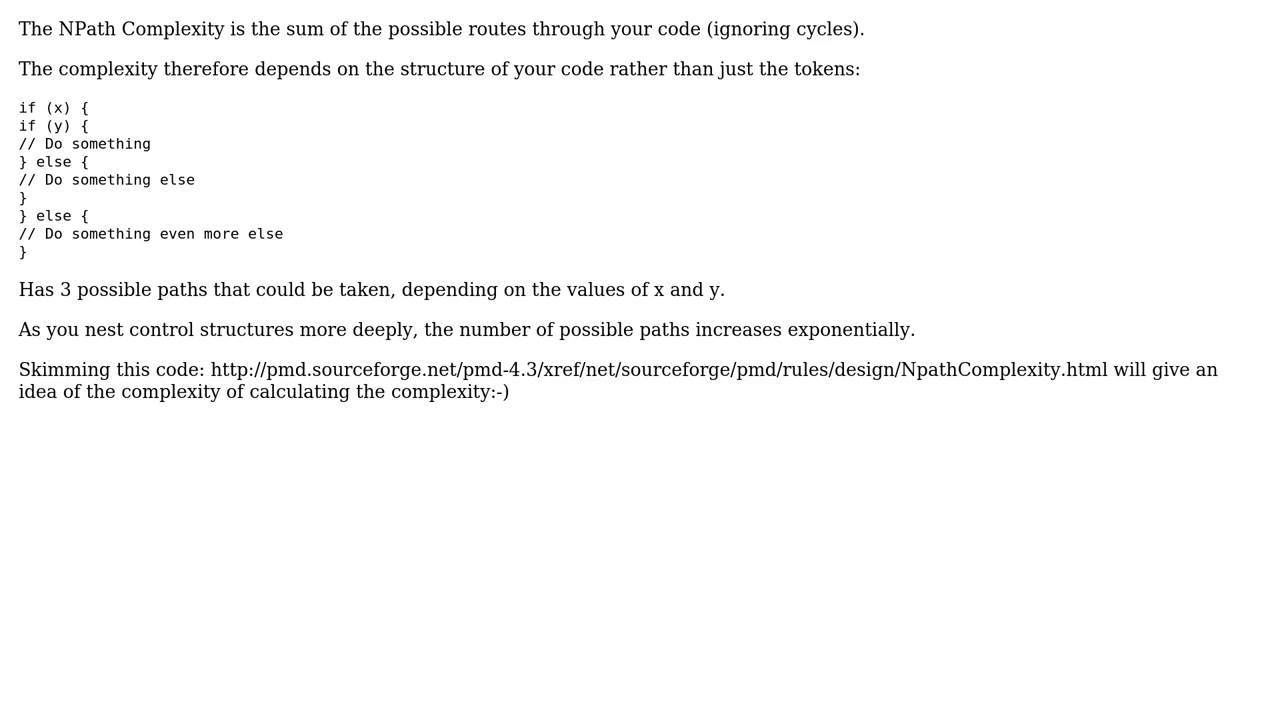 The NPath Complexity is the sum of the possible routes through your code (ignoring cycles).
The complexity therefore depends on the structure of your code rather than just the tokens:
if (x) {
if (y) {
// Do something
} else {
// Do something else
}
} else {
// Do something even more else
}
Has 3 possible paths that could be taken, depending on the values of x and y.
As you nest control structures more deeply, the number of possible paths increases exponentially.
Skimming this code: http://pmd.sourceforge.net/pmd-4.3/xref/net/sourceforge/pmd/rules/design/NpathComplexity.html will give an
idea of the complexity of calculating the complexity:-)